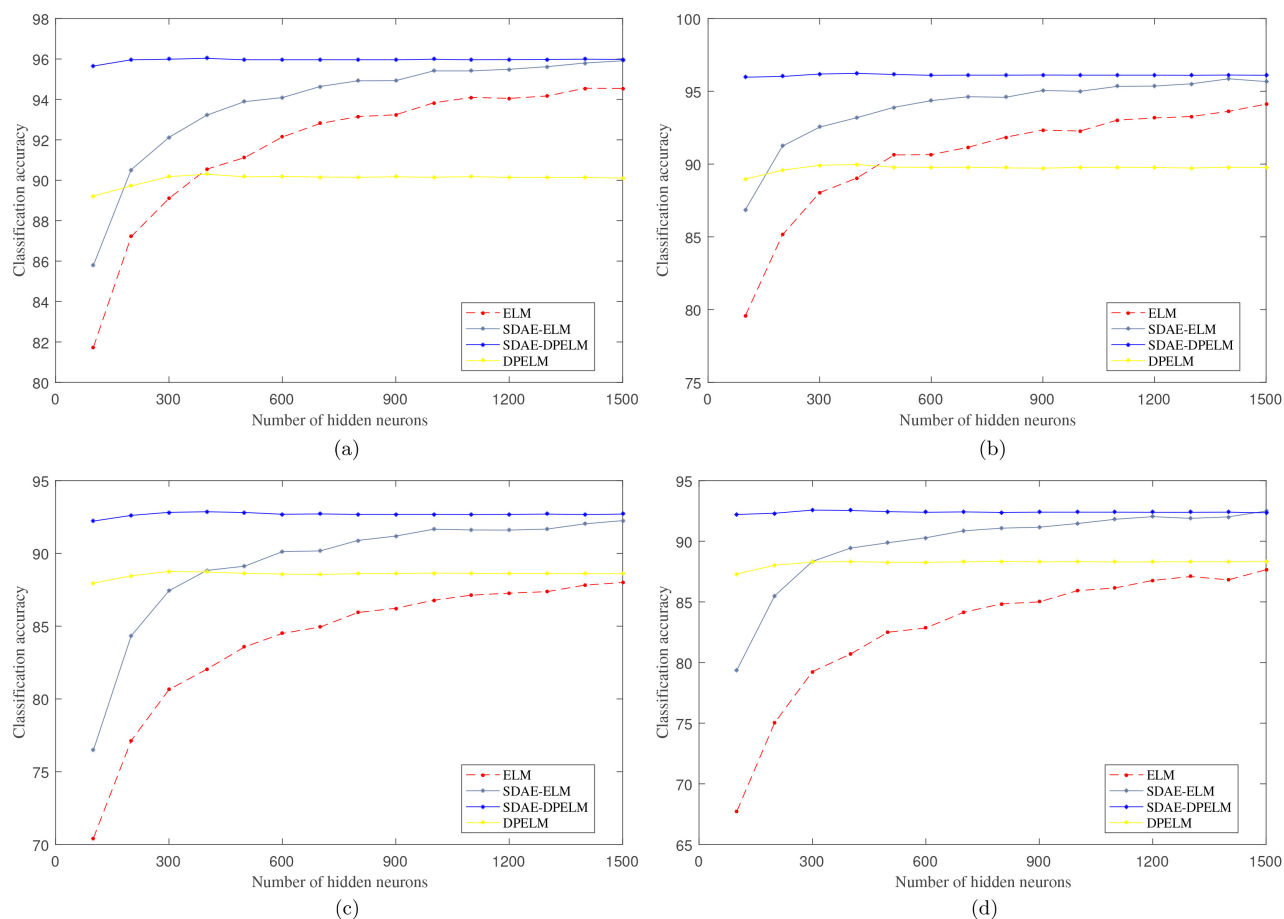 98
96
94
92
90
88
86
84
82
80
Classification accuracy
0
300
600
900
1200
1500
Number of hidden neurons
ELM
SDAE-ELM
SDAE-DPELM
DPELM
(a)
100
95
90
85
80
75
Classification accuracy
0
300
600
900
1200
1500
Number of hidden neurons
ELM
SDAE-ELM
SDAE-DPELM
DPELM
(b)
95
90
85
80
75
70
Classification accuracy
0
300
600
900
1200
1500
Number of hidden neurons
ELM
SDAE-ELM
SDAE-DPELM
DPELM
(c)
95
90
85
80
75
70
65
Classification accuracy
0
300
600
900
1200
1500
Number of hidden neurons
ELM
SDAE-ELM
SDAE-DPELM
DPELM
(d)